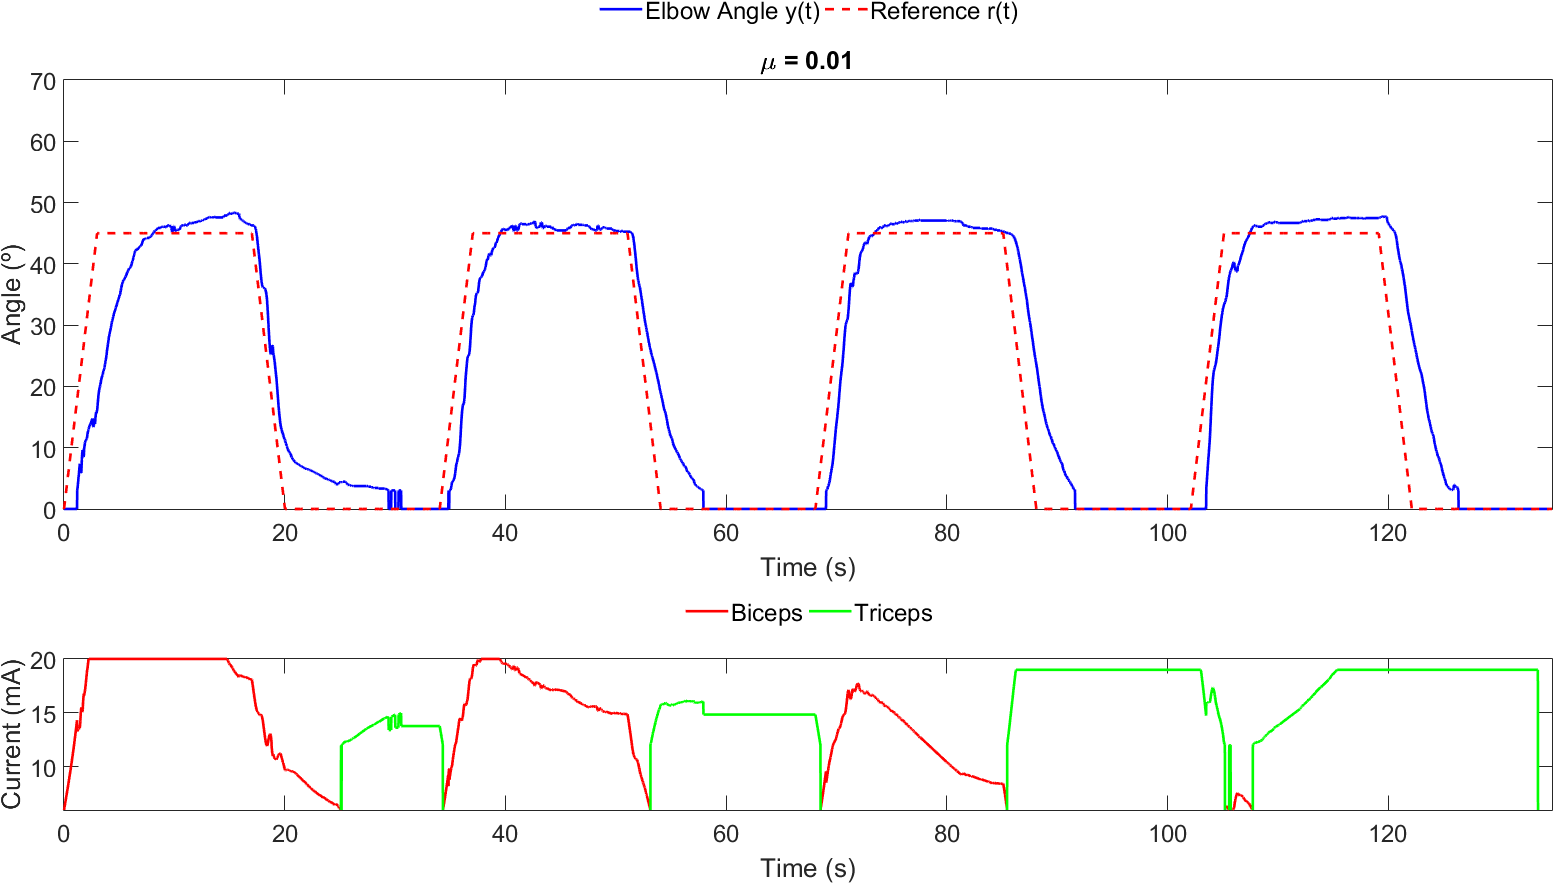 Elbow Angle y(t) Reference r(t)
μ = 0.01
70
60
50
40
30
20
10
0
Angle (º)
0 20 40 60 80 100 120
Time (s)
Biceps Triceps
20
15
10
Current (mA)
0 20 40 60 80 100 120
Time (s)